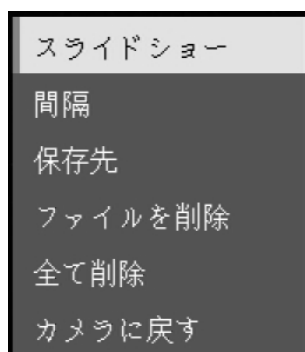 スライドショー
間隔
保存先
ファイルを削除
全て削除
カメラに戻す